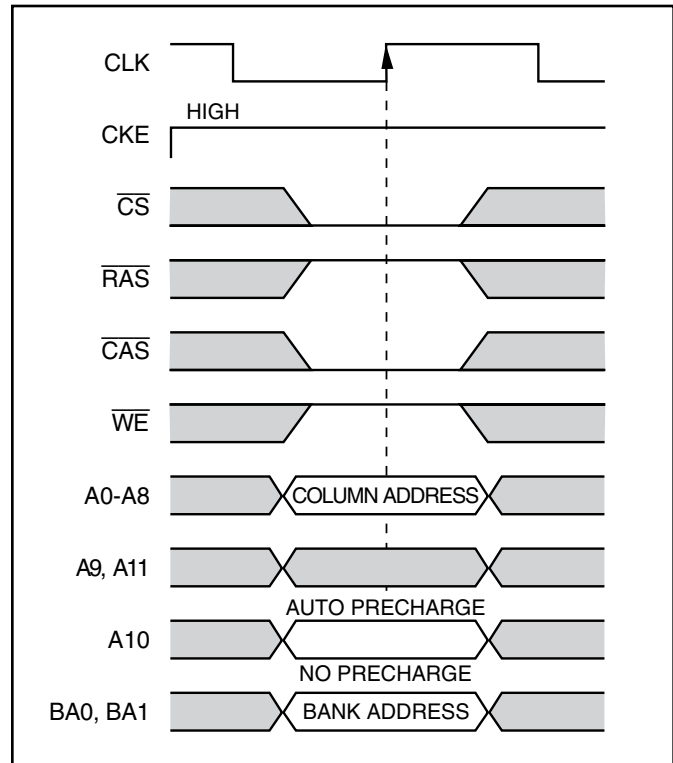 CLK
HIGH
CKE
CS
RAS
CAS
WE
A0-A8 COLUMN ADDRESS
A9, A11
AUTO PRECHARGE
A10
NO PRECHARGE
BA0, BA1 BANK ADDRESS